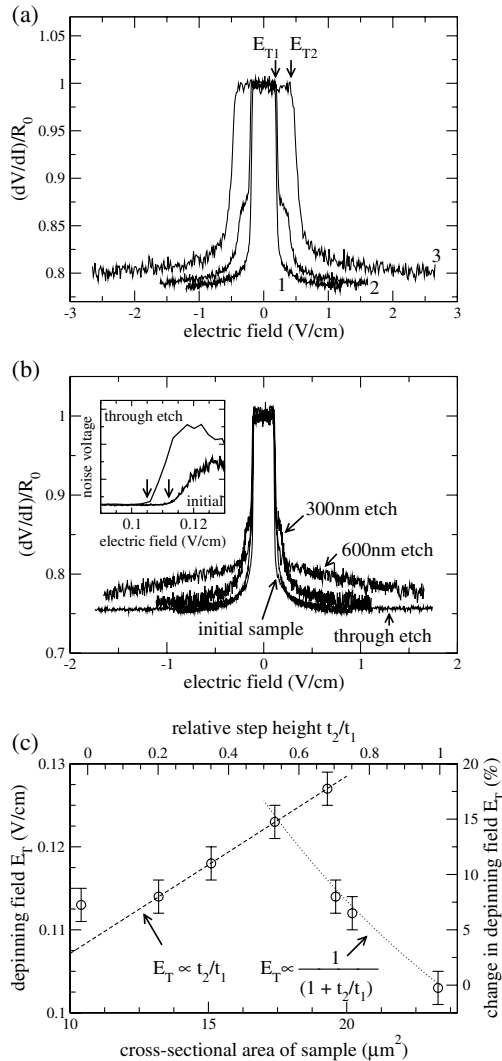 (a)
E_T1 E_T2
1
0.95
0.9
0.85
0.8
(dV/dI)/R_0
1 2 3
-3 -2 -1 0 1 2 3
electric field (V/cm)
(b)
through etch
noise voltage
initial
0.1 0.12
electric field (V/cm)
1
0.9
0.8
0.7
(dV/dI)/R_0
300nm etch
600nm etch
initial sample
through etch
-2 -1 0 1 2
electric field (V/cm)
relative step height t_2/t_1
(c)
0 0.2 0.4 0.6 0.8 1
0.13
0.12
0.11
0.1
depinning field E_T (V/cm)
20
15
10
5
0
change in depinning field E_T (%)
E_T ∝ t_2/t_1
E_T ∝ 1
(1 + t_2/t_1)
10 15 20
cross-sectional area of sample (μm²)